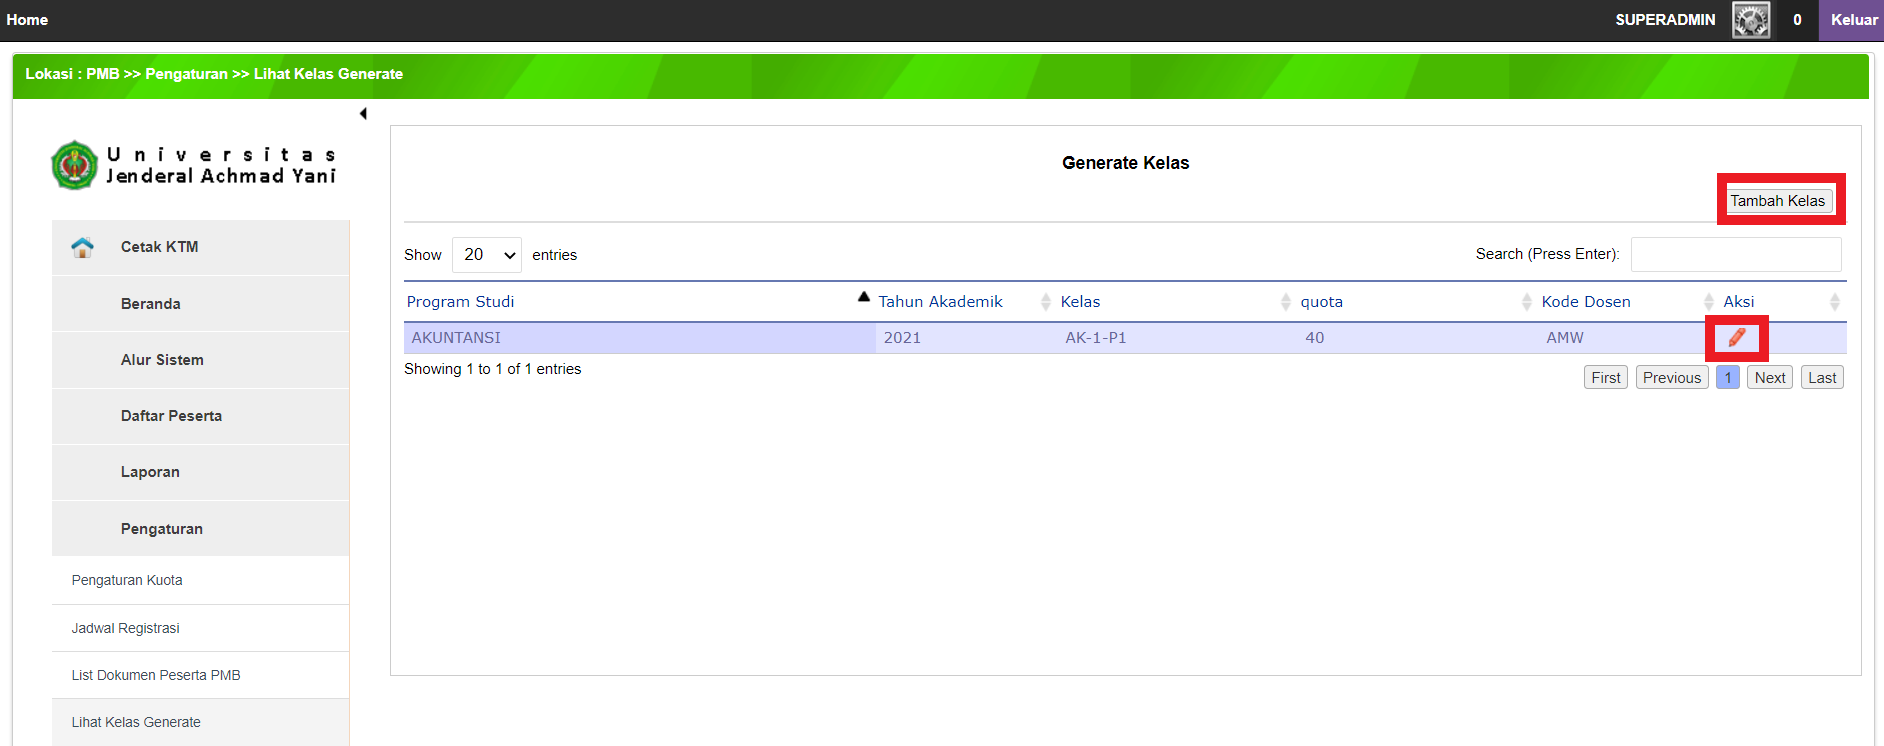 Home
SUPERADMIN 0 Keluar
Lokasi : PMB >> Pengaturan >> Lihat Kelas Generate
Universitas
Jenderal Achmad Yani
Cetak KTM
Beranda
Alur Sistem
Daftar Peserta
Laporan
Pengaturan
Pengaturan Kuota
Jadwal Registrasi
List Dokumen Peserta PMB
Lihat Kelas Generate
Generate Kelas
Tambah Kelas
Show 20 entries
Search (Press Enter):
Program Studi Tahun Akademik Kelas quota Kode Dosen Aksi
AKUNTANSI 2021 AK-1-P1 40 AMW
Showing 1 to 1 of 1 entries
First Previous 1 Next Last